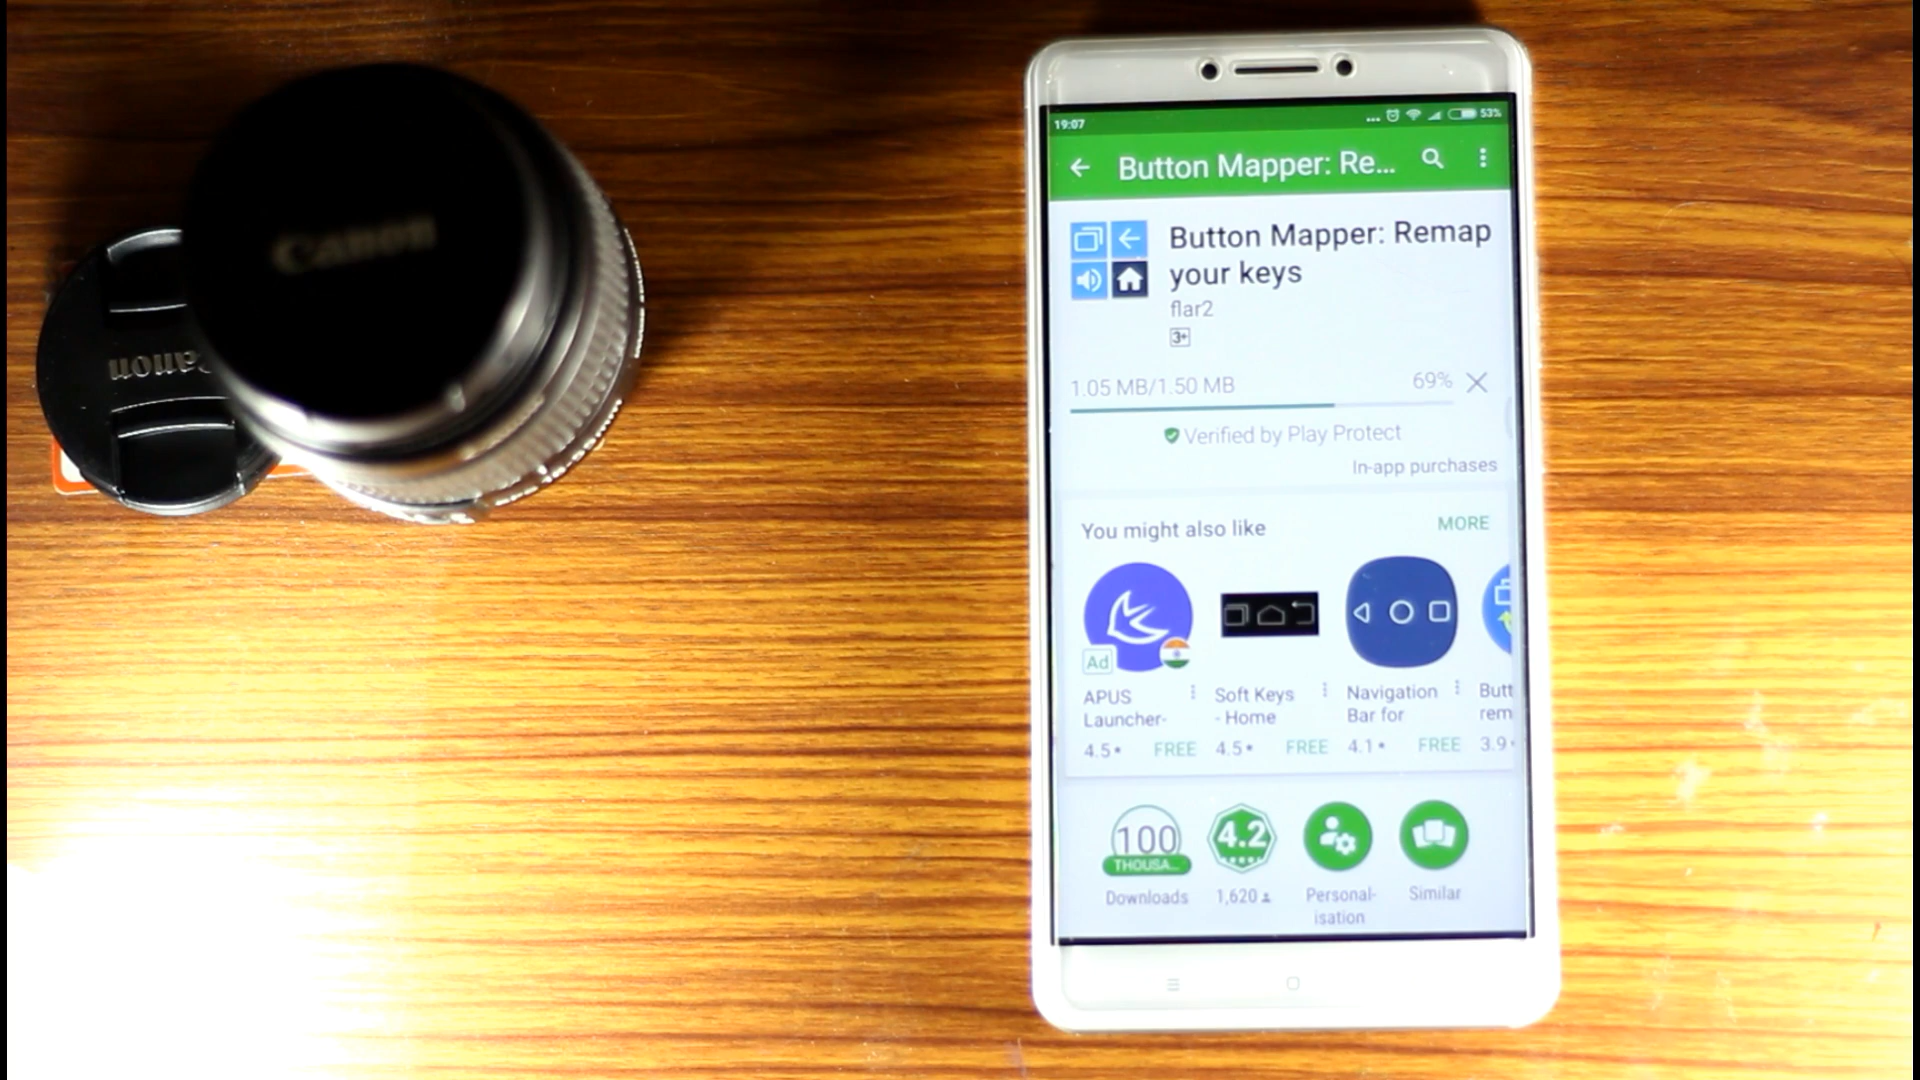 Canon
Canon
19:07
53%
Button Mapper: Re...
Button Mapper: Remap
your keys
flar2
3+
1.05 MB/1.50 MB
69%
Verified by Play Protect
In-app purchases
You might also like
MORE
Ad
APUS
Launcher-
4.5 FREE
Soft Keys
- Home
4.5 FREE
Navigation
Bar for
4.1 FREE
Butt
rem
3.9
100
THOUSA...
Downloads
4.2
1,620
Personal-
isation
Similar